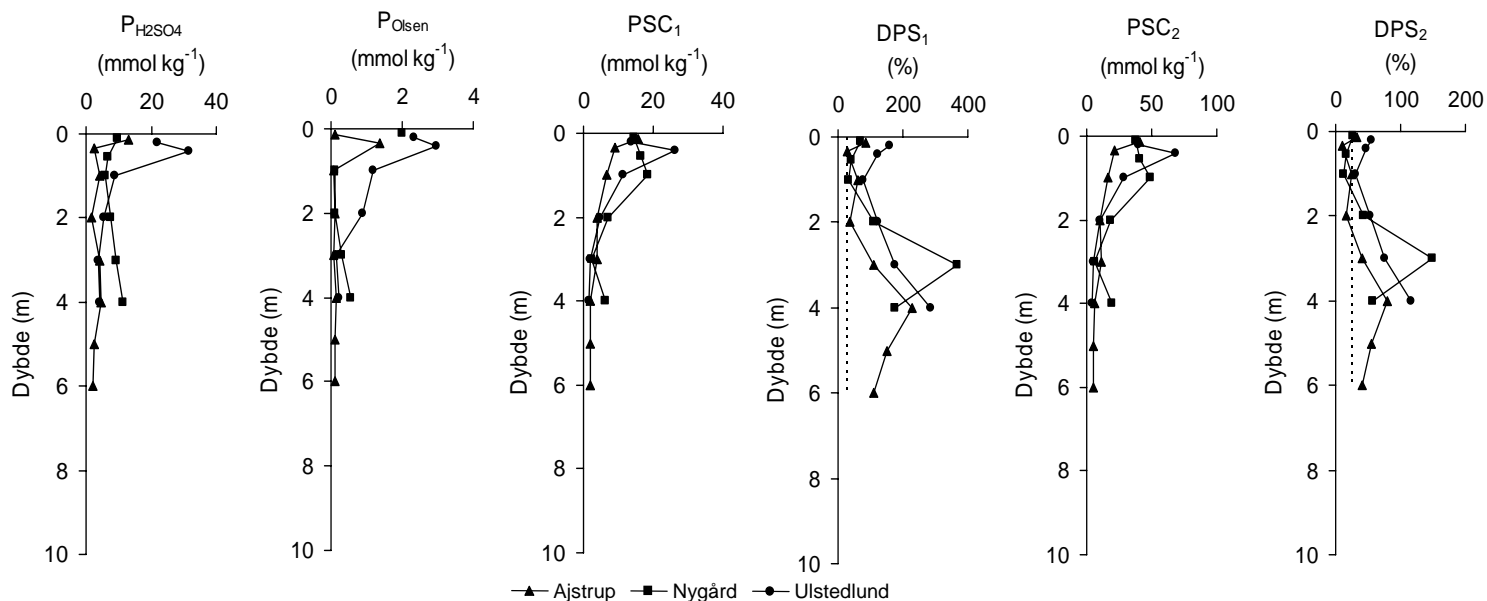 P_H2SO4
(mmol kg⁻¹)
0 20 40
0
2
4
6
8
10
Dybde (m)
P_Olsen
(mmol kg⁻¹)
0 2 4
0
2
4
6
8
10
Dybde (m)
PSC₁
(mmol kg⁻¹)
0 20 40
0
2
4
6
8
10
Dybde (m)
DPS₁
(%)
0 200 400
0
2
4
6
8
10
Dybde (m)
PSC₂
(mmol kg⁻¹)
0 50 100
0
2
4
6
8
10
Dybde (m)
DPS₂
(%)
0 100 200
0
2
4
6
8
10
Dybde (m)
Ajstrup Nygård Ulstedlund